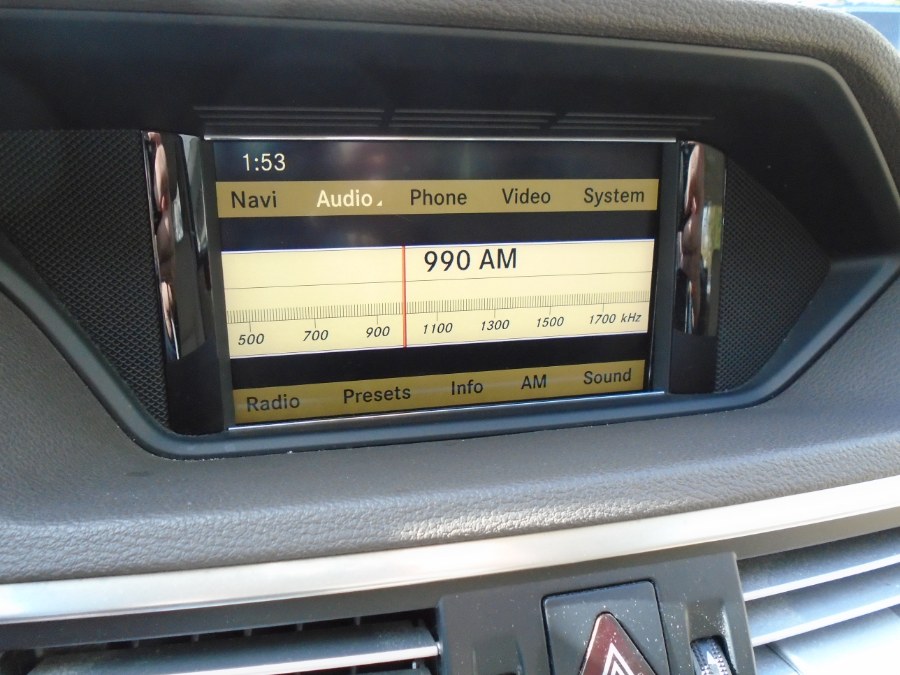 1:53
Navi Audio Phone Video System
990 AM
500 700 900 1100 1300 1500 1700 kHz
Radio Presets Info AM Sound